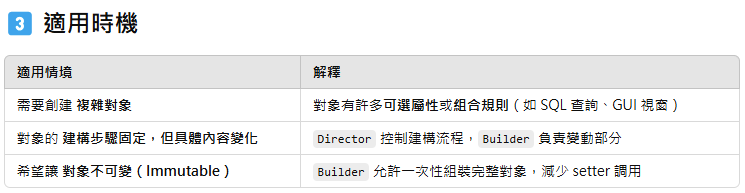 3 適用時機
適用情境 解釋
需要創建 複雜對象 對象有許多可選屬性或組合規則（如 SQL 查詢、GUI 視窗）
對象的 建構步驟固定，但具體內容變化 Director 控制建構流程，Builder 負責變動部分
希望讓 對象不可變（Immutable） Builder 允許一次性組裝完整對象，減少 setter 調用